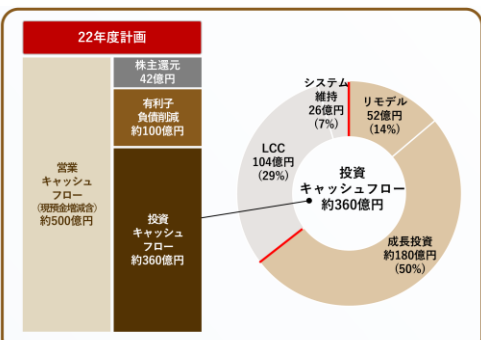 22年度計画
株主還元
42億円
有利子
負債削減
約100億円
営業
キャッシュ
フロー
(現預金増減含)
約500億円
投資
キャッシュ
フロー
約360億円
システム
維持
26億円
(7%)
リモデル
52億円
(14%)
LCC
104億円
(29%)
投資
キャッシュフロー
約360億円
成長投資
約180億円
(50%)